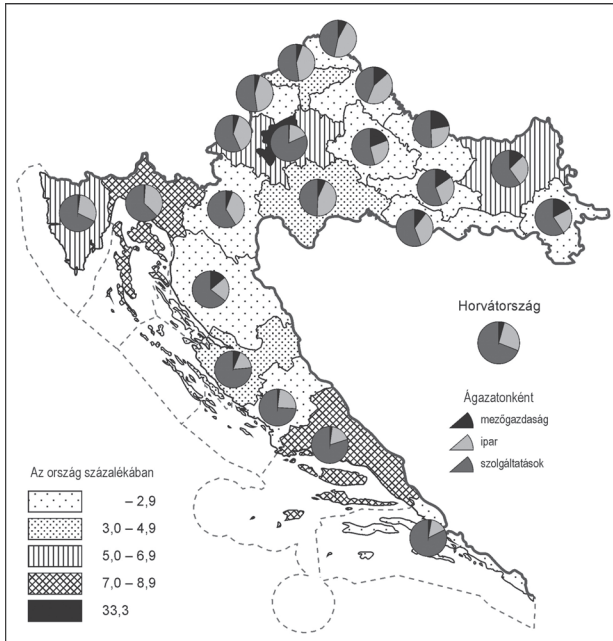 Horvátország
Ágazatonként
mezőgazdaság
ipar
szolgáltatások
Az ország százalékában
– 2,9
3,0 – 4,9
5,0 – 6,9
7,0 – 8,9
33,3